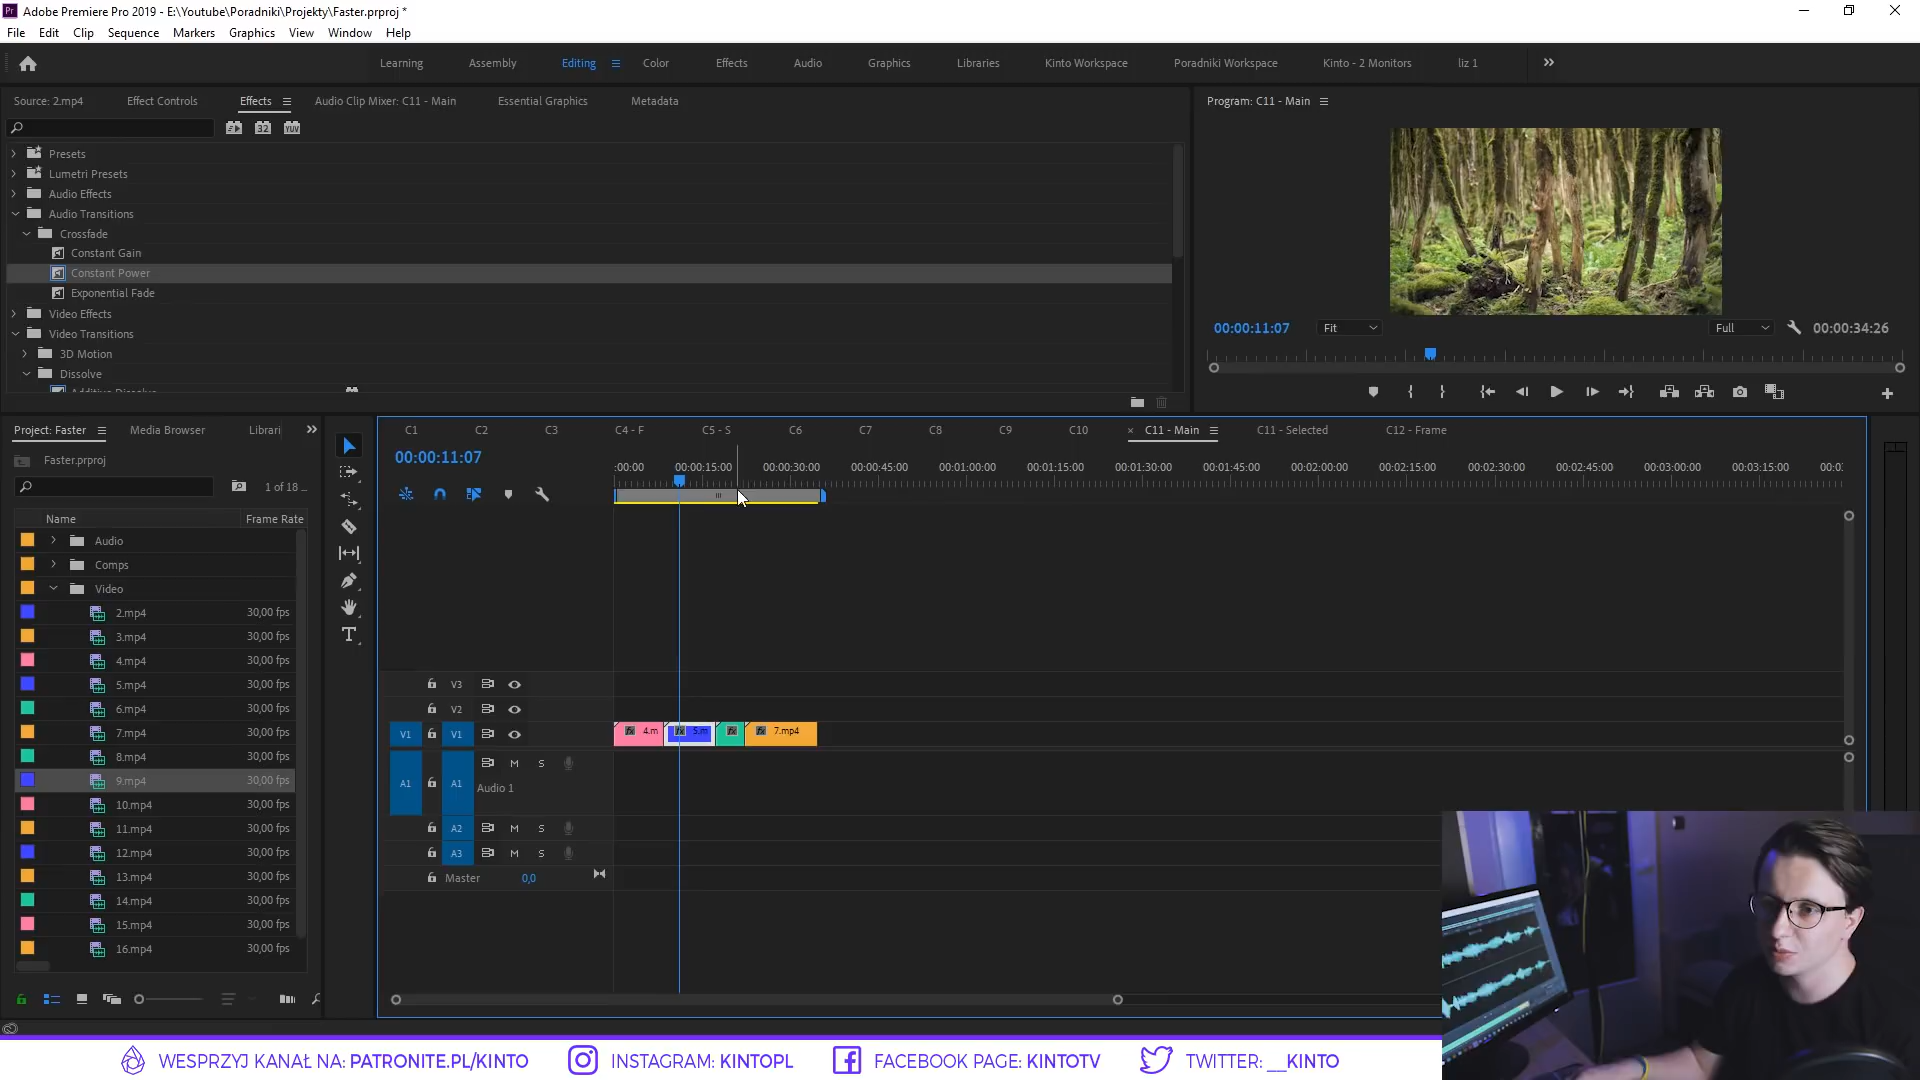 Pr Adobe Premiere Pro 2019 - E:\Youtube\Poradniki\Projekty\Faster.prproj *
File Edit Clip Sequence Markers Graphics View Window Help
Learning Assembly Editing Color Effects Audio Graphics Libraries Kinto Workspace Poradniki Workspace Kinto - 2 Monitors liz 1
Source: 2.mp4 Effect Controls Effects Audio Clip Mixer: C11 - Main Essential Graphics Metadata
32 YUV
Presets
Lumetri Presets
Audio Effects
Audio Transitions
Crossfade
Constant Gain
Constant Power
Exponential Fade
Video Effects
Video Transitions
3D Motion
Dissolve
Program: C11 - Main
00:00:11:07 Fit Full 00:00:34:26
Project: Faster Media Browser Librari
Faster.prproj
1 of 18 ...
Name Frame Rate
Audio
Comps
Video
2.mp4 30,00 fps
3.mp4 30,00 fps
4.mp4 30,00 fps
5.mp4 30,00 fps
6.mp4 30,00 fps
7.mp4 30,00 fps
8.mp4 30,00 fps
9.mp4 30,00 fps
10.mp4 30,00 fps
11.mp4 30,00 fps
12.mp4 30,00 fps
13.mp4 30,00 fps
14.mp4 30,00 fps
15.mp4 30,00 fps
16.mp4 30,00 fps
C1 C2 C3 C4 - F C5 - S C6 C7 C8 C9 C10 × C11 - Main C11 - Selected C12 - Frame
00:00:11:07
:00:00 00:00:15:00 00:00:30:00 00:00:45:00 00:01:00:00 00:01:15:00 00:01:30:00 00:01:45:00 00:02:00:00 00:02:15:00 00:02:30:00 00:02:45:00 00:03:00:00 00:03:15:00 00:0
V3
V2
V1 V1 fx 4.m fx 5.m fx fx 7.mp4
A1 A1 M S
Audio 1
A2 M S
A3 M S
Master 0,0
WESPRZYJ KANAŁ NA: PATRONITE.PL/KINTO INSTAGRAM: KINTOPL FACEBOOK PAGE: KINTOTV TWITTER: __KINTO